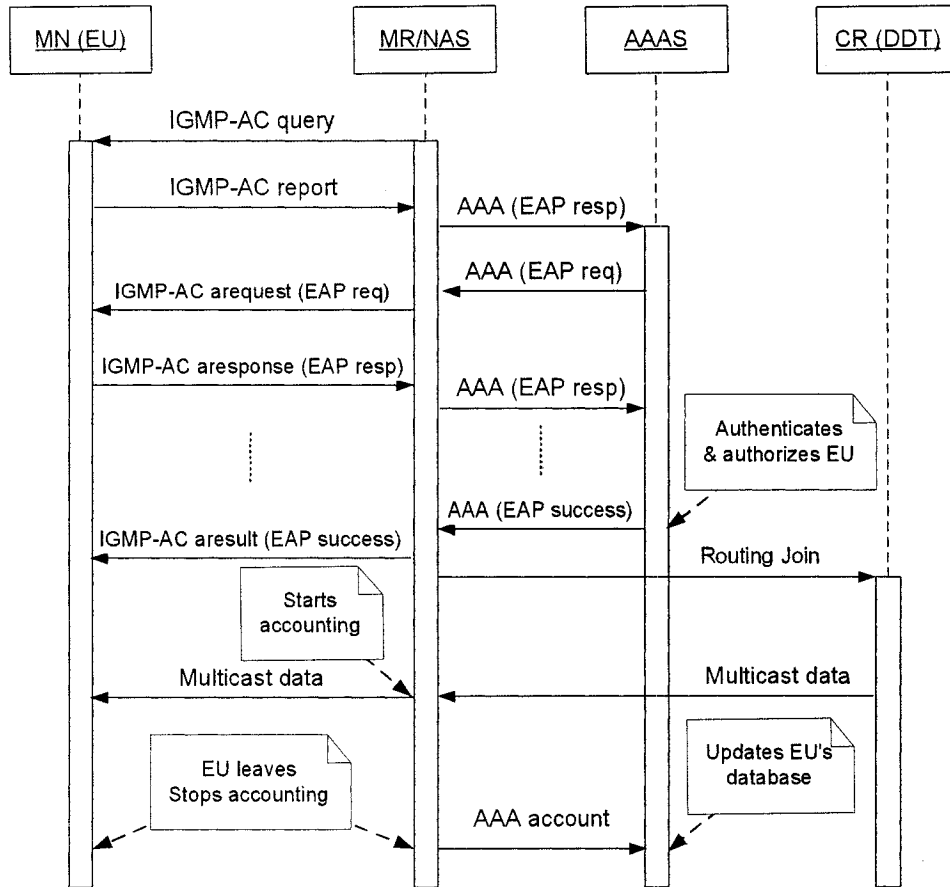 MN (EU)
MR/NAS
AAAS
CR (DDT)
IGMP-AC query
IGMP-AC report
AAA (EAP resp)
AAA (EAP req)
IGMP-AC arequest (EAP req)
IGMP-AC aresponse (EAP resp)
AAA (EAP resp)
Authenticates
& authorizes EU
AAA (EAP success)
IGMP-AC aresult (EAP success)
Routing Join
Starts
accounting
Multicast data
Multicast data
EU leaves
Stops accounting
Updates EU's
database
AAA account